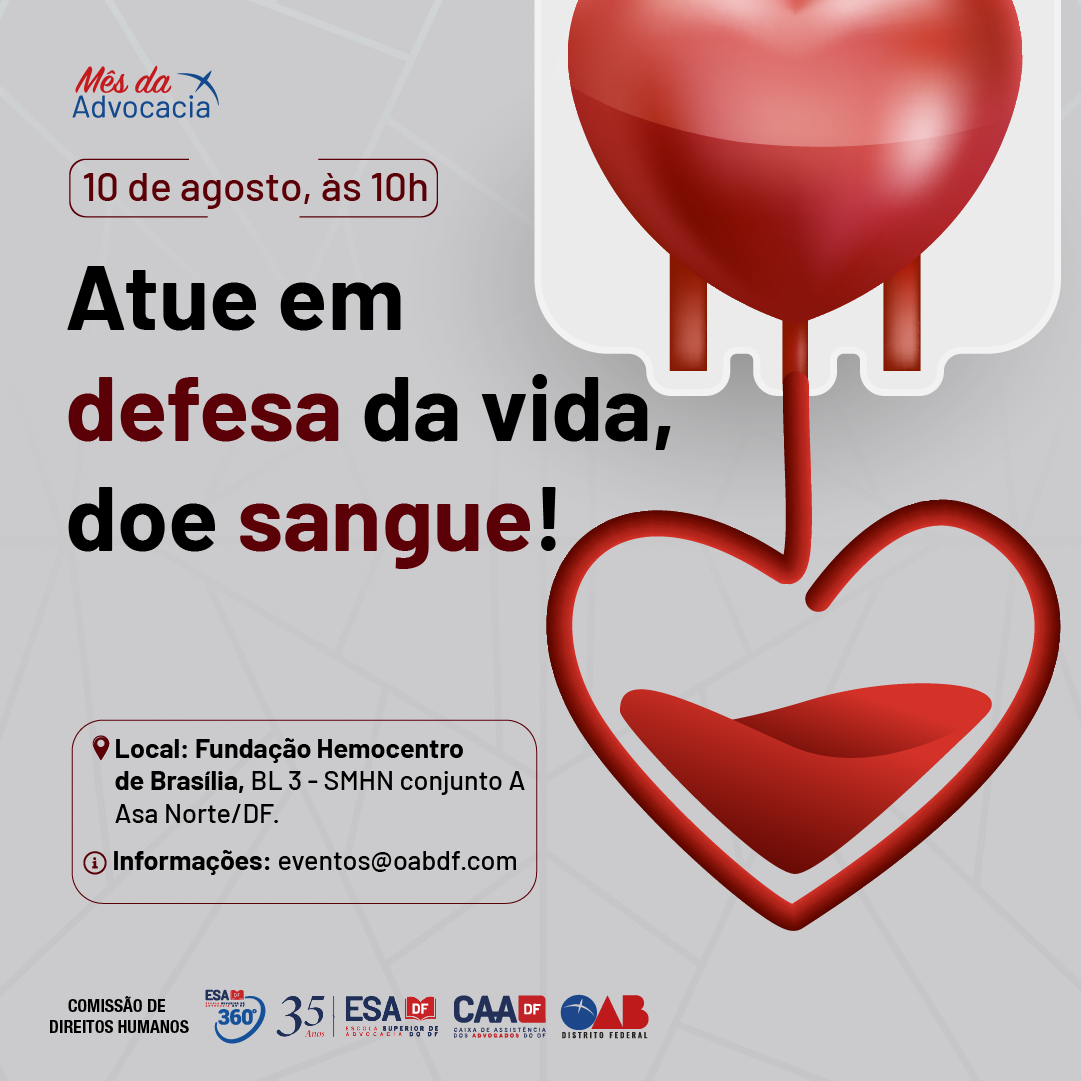 Mês da
Advocacia
10 de agosto, às 10h
Atue em
defesa da vida,
doe sangue!
Local: Fundação Hemocentro
de Brasília, BL 3 - SMHN conjunto A
Asa Norte/DF.
Informações: eventos@oabdf.com
COMISSÃO DE
DIREITOS HUMANOS
ESA DF
360°
35
Anos
ESA DF
ESCOLA SUPERIOR DE
ADVOCACIA DO DF
CAA DF
CAIXA DE ASSISTÊNCIA
DOS ADVOGADOS DO DF
OAB
DISTRITO FEDERAL